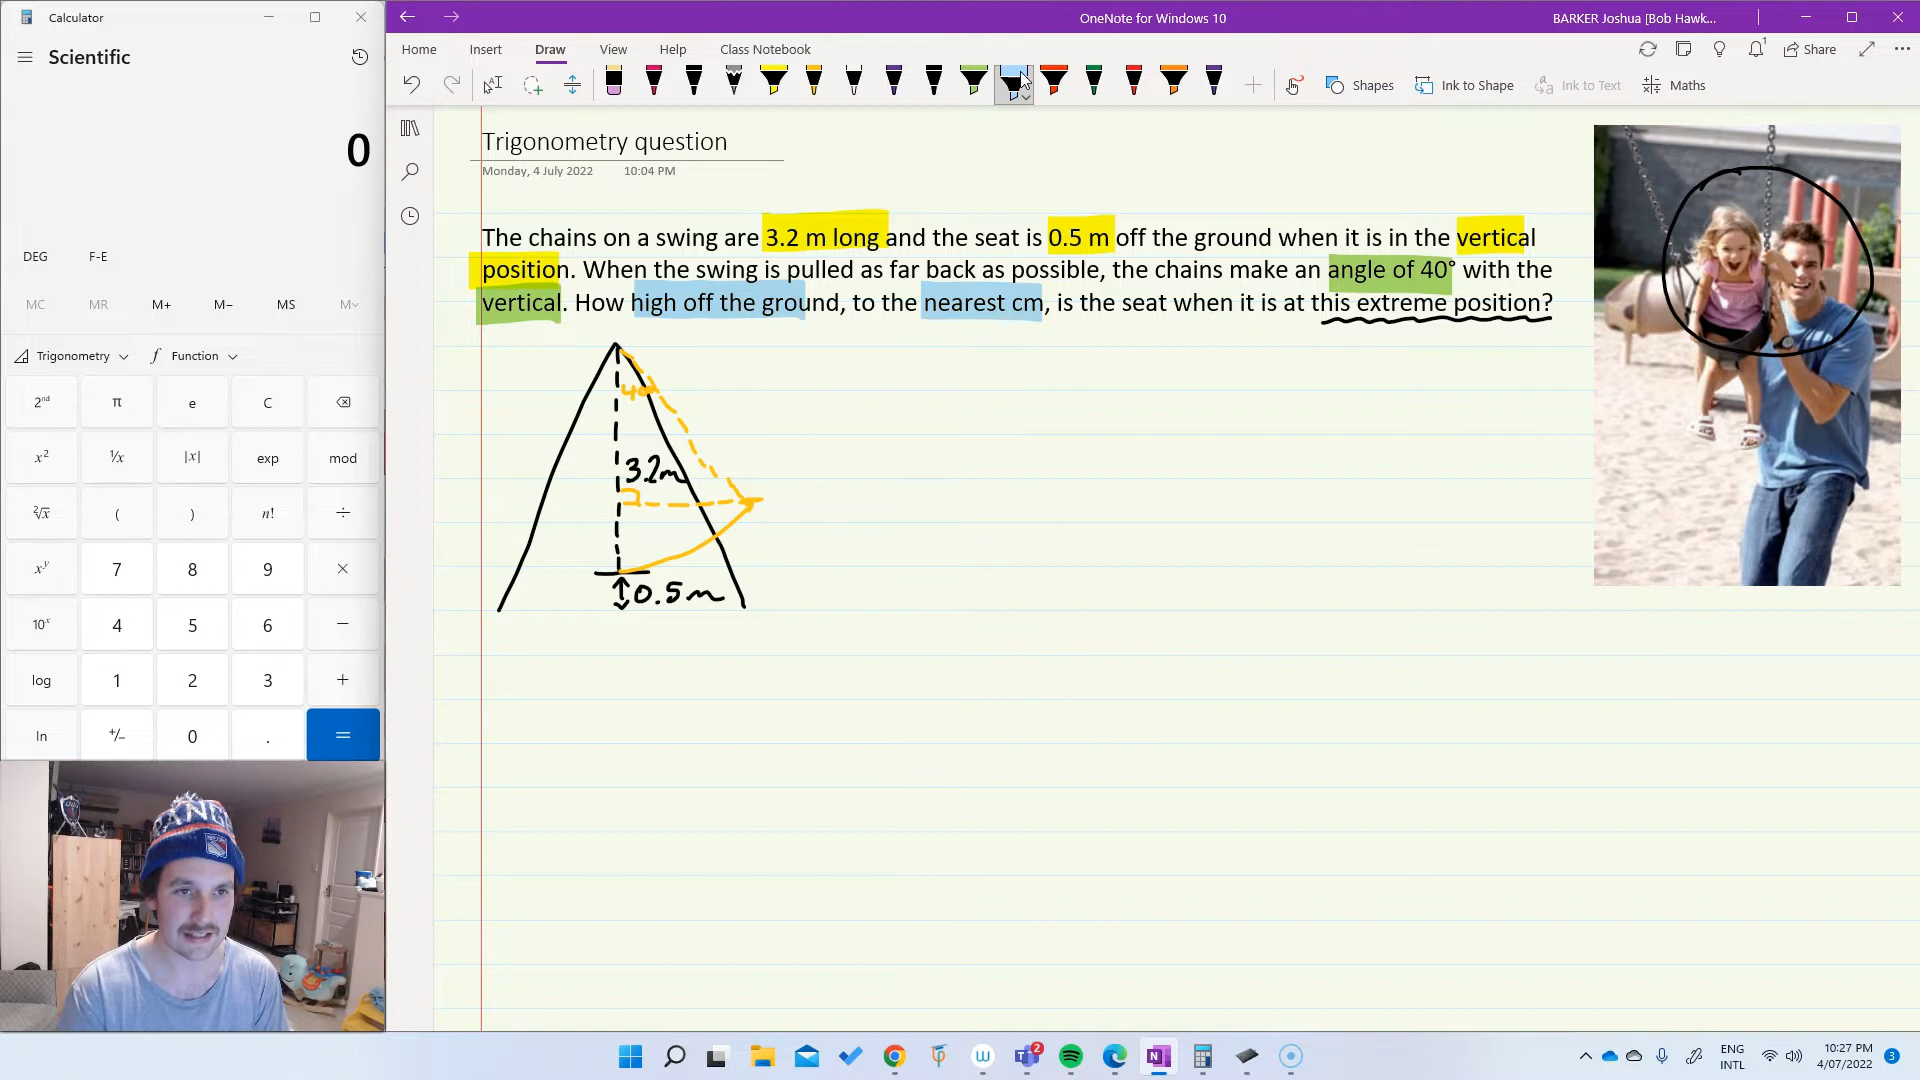 Calculator
OneNote for Windows 10
BARKER Joshua [Bob Hawk...
Scientific
Home Insert Draw View Help Class Notebook
Share
Shapes Ink to Shape Ink to Text Maths
0
Trigonometry question
Monday, 4 July 2022 10:04 PM
The chains on a swing are 3.2 m long and the seat is 0.5 m off the ground when it is in the vertical
position. When the swing is pulled as far back as possible, the chains make an angle of 40° with the
vertical. How high off the ground, to the nearest cm, is the seat when it is at this extreme position?
40
3.2m
0.5m
DEG F-E
MC MR M+ M− MS M˅
Trigonometry f Function
2ⁿᵈ π e C
x² ¹/x |x| exp mod
²√x ( ) n! ÷
xʸ 7 8 9 ×
10ˣ 4 5 6 −
log 1 2 3 +
ln +/− 0 . =
2
ENG
INTL
10:27 PM
4/07/2022
3